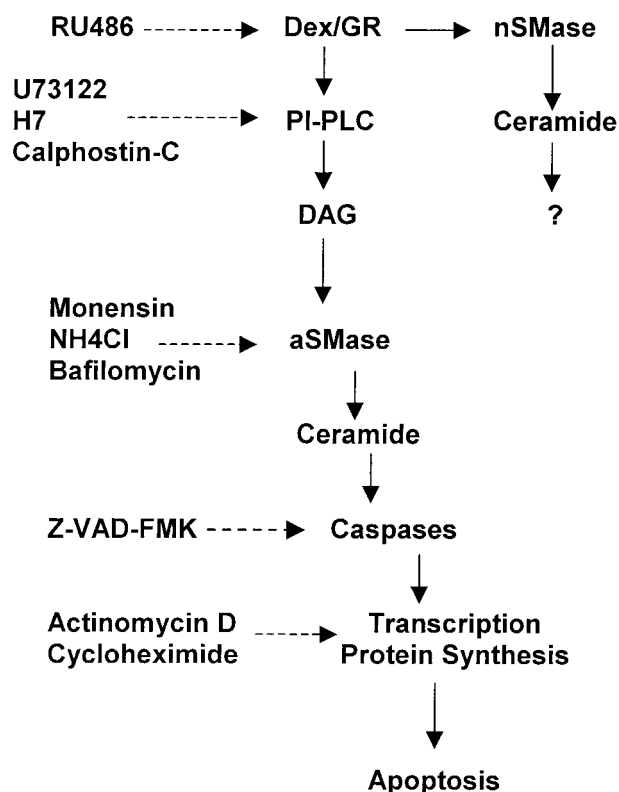 RU486 Dex/GR nSMase
U73122
H7 PI-PLC Ceramide
Calphostin-C
DAG ?
Monensin
NH4Cl aSMase
Bafilomycin
Ceramide
Z-VAD-FMK Caspases
Actinomycin D Transcription
Cycloheximide Protein Synthesis
Apoptosis